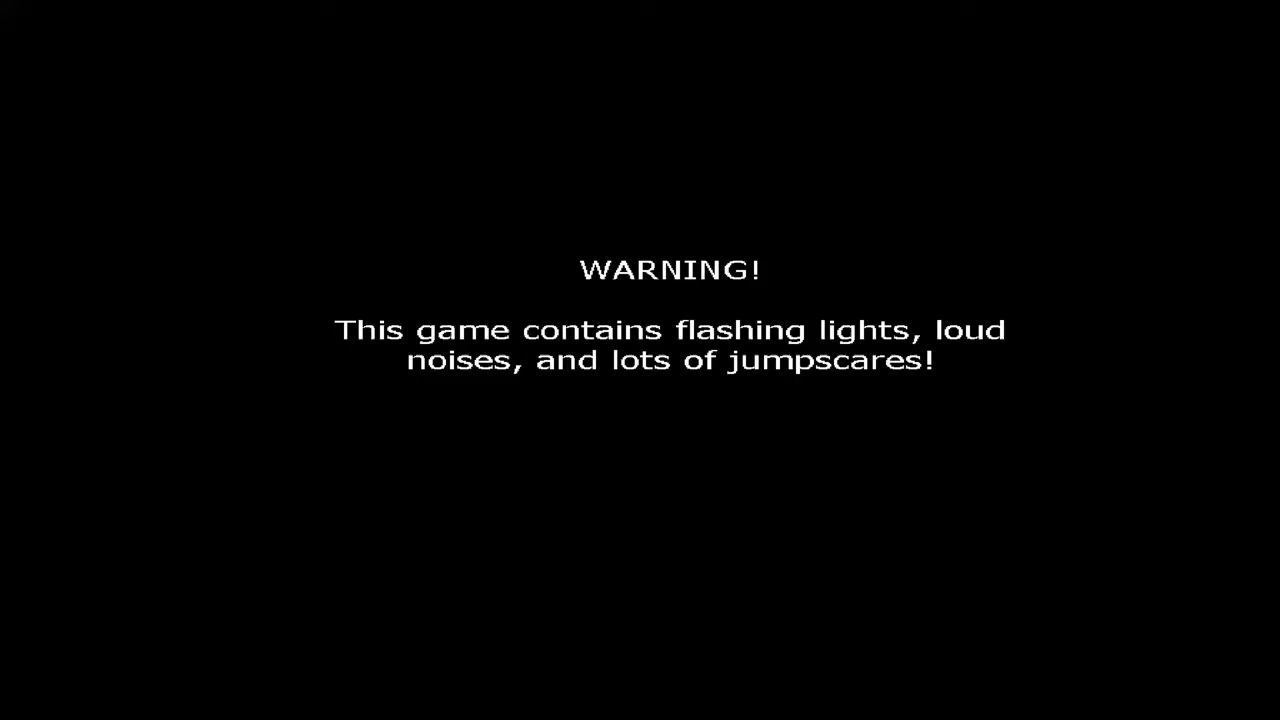 WARNING!
This game contains flashing lights, loud
noises, and lots of jumpscares!